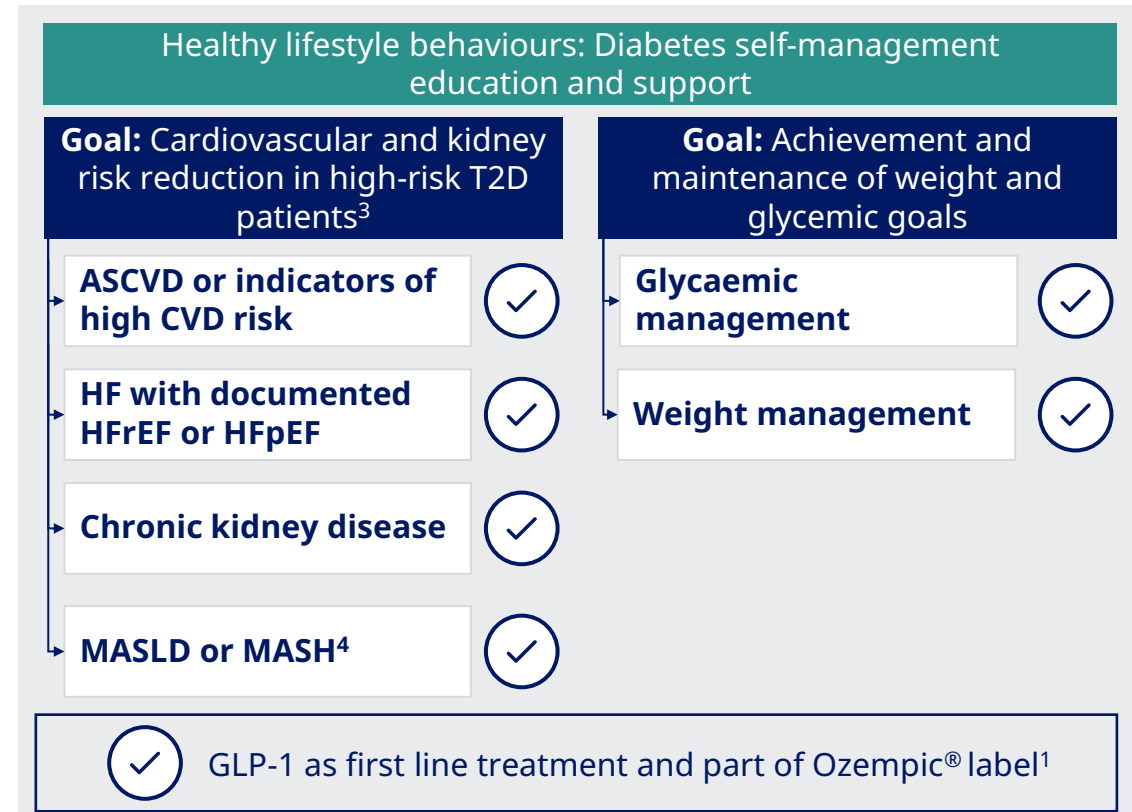 Healthy lifestyle behaviours: Diabetes self-management
education and support
Goal: Cardiovascular and kidney
risk reduction in high-risk T2D
patients³
ASCVD or indicators of
high CVD risk
HF with documented
HFrEF or HFpEF
Chronic kidney disease
MASLD or MASH⁴
Goal: Achievement and
maintenance of weight and
glycemic goals
Glycaemic
management
Weight management
GLP-1 as first line treatment and part of Ozempic® label¹